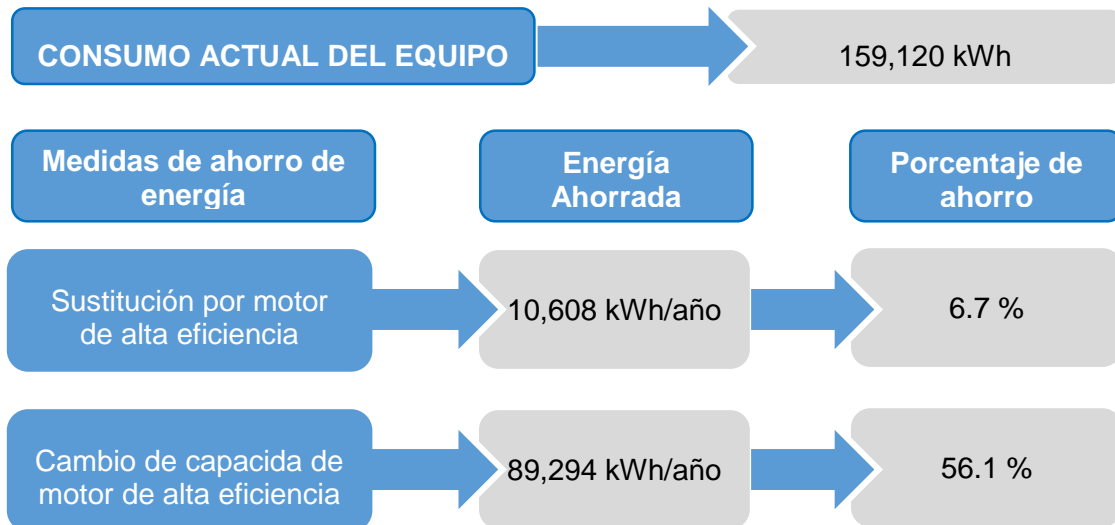 CONSUMO ACTUAL DEL EQUIPO
159,120 kWh
Medidas de ahorro de
energía
Energía
Ahorrada
Porcentaje de
ahorro
Sustitución por motor
de alta eficiencia
10,608 kWh/año
6.7 %
Cambio de capacida de
motor de alta eficiencia
89,294 kWh/año
56.1 %